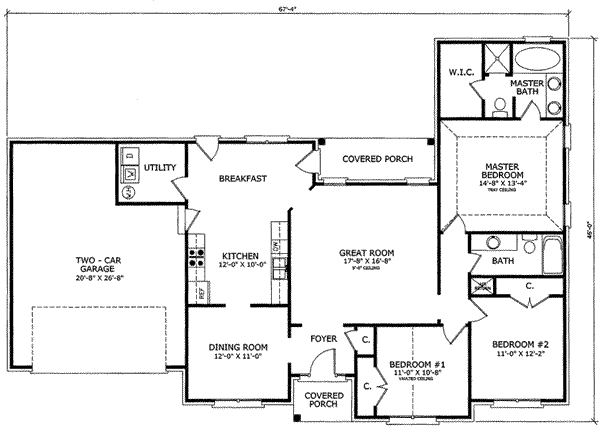 67'-4"
W.I.C.
MASTER
BATH
D
W
W/H
UTILITY
BREAKFAST
COVERED PORCH
MASTER
BEDROOM
14'-8" X 13'-4"
TRAY CEILING
46'-0"
TWO - CAR
GARAGE
20'-8" X 26'-8"
KITCHEN
12'-0" X 10'-0"
DW
REF
GREAT ROOM
17'-8" X 16'-8"
9'-0" CEILING
BATH
C.
DINING ROOM
12'-0" X 11'-0"
FOYER
C.
C.
BEDROOM #1
11'-0" X 10'-8"
VAULTED CEILING
BEDROOM #2
11'-0" X 12'-2"
COVERED
PORCH